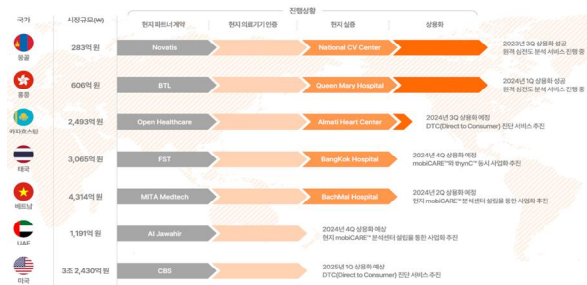 국가 시장규모(₩) 진행상황
현지 파트너 계약 현지 의료기기 인증 현지 실증 상용화
몽골 283억 원 Novetis National CV Center 2023년 3Q 상용화 성공
원격 심전도 분석 서비스 진행 중
홍콩 606억 원 BTL Queen Mary Hospital 2024년 1Q 상용화 성공
원격 심전도 분석 서비스 진행 중
카자흐스탄 2,493억 원 Open Healthcare Almati Heart Center 2024년 3Q 상용화 예정
DTC(Direct to Consumer) 진단 서비스 추진
태국 3,065억 원 FST BangKok Hospital 2024년 4Q 상용화 예정
mobiCARE™와 thynC™ 동시 사업화 추진
베트남 4,314억 원 MITA Medtech BachMai Hospital 2024년 2Q 상용화 예정
현지 mobiCARE™ 분석센터 설립을 통한 사업화 추진
UAE 1,191억 원 Al Jawahir 2024년 4Q 상용화 예상
현지 mobiCARE™ 분석센터 설립을 통한 사업화 추진
미국 3조 2,430억 원 CBS 2025년 1Q 상용화 예상
DTC(Direct to Consumer) 진단 서비스 추진